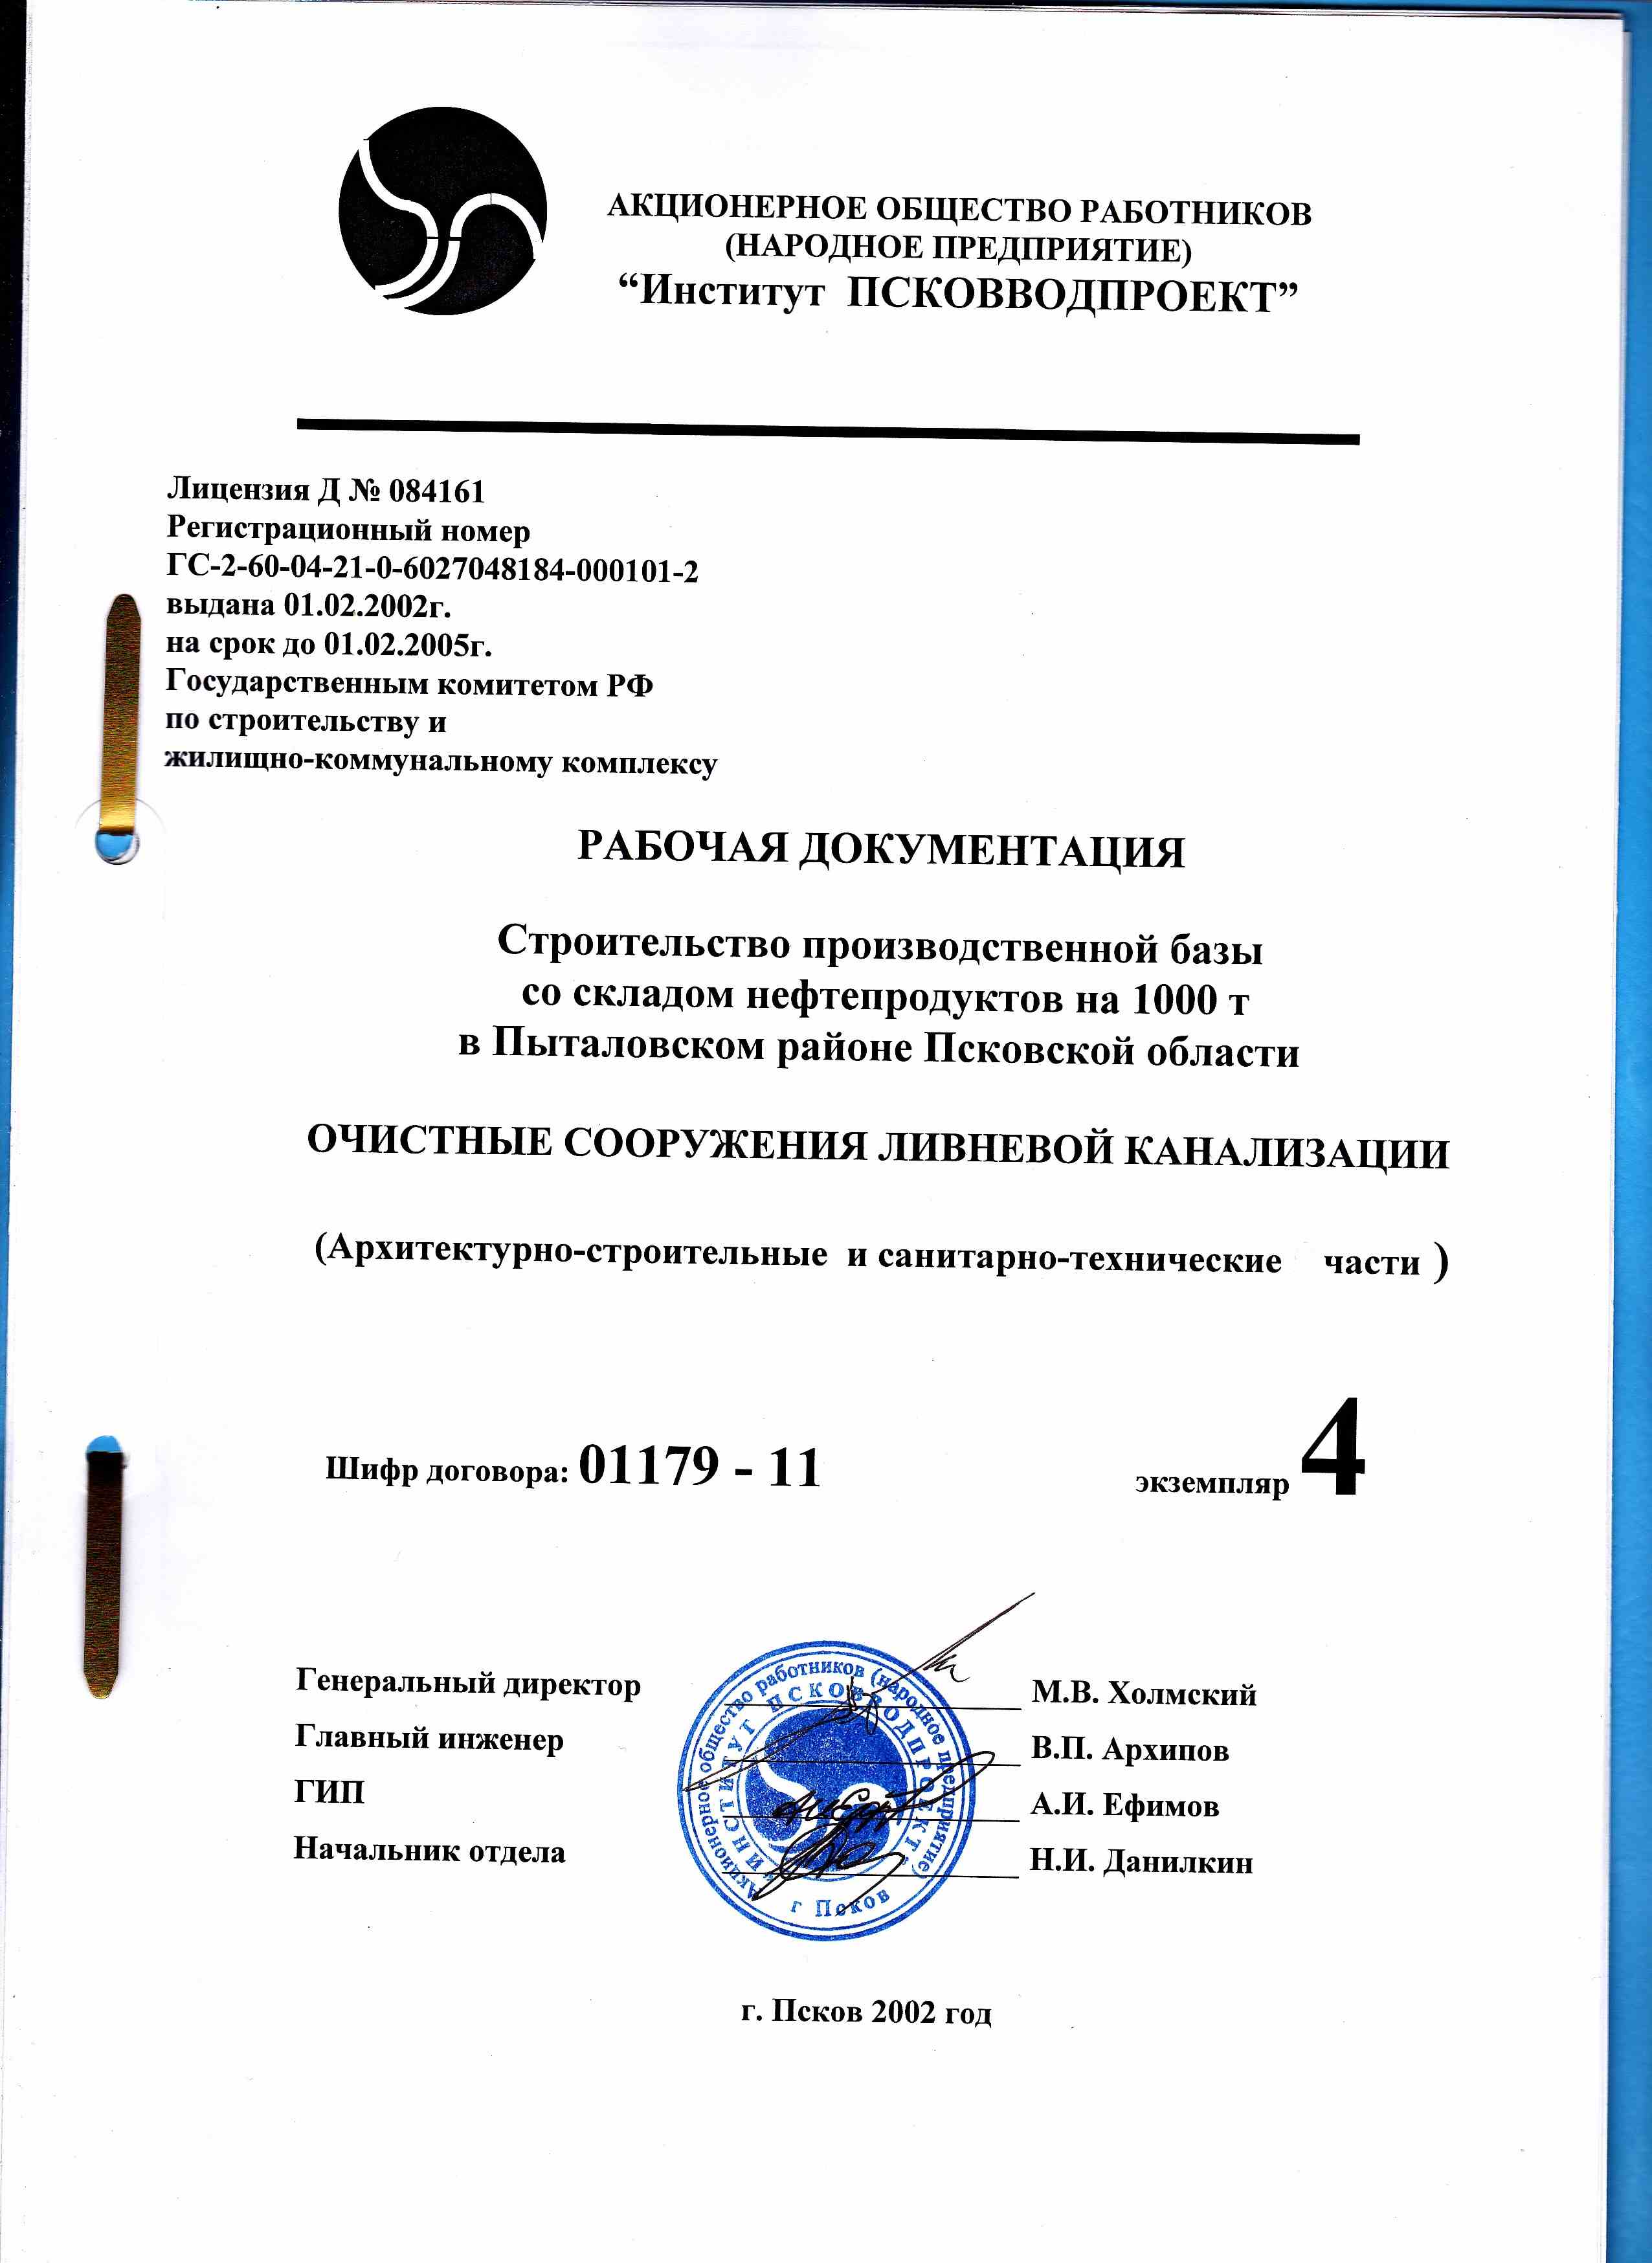 АКЦИОНЕРНОЕ ОБЩЕСТВО РАБОТНИКОВ
(НАРОДНОЕ ПРЕДПРИЯТИЕ)
“Институт ПСКОВВОДПРОЕКТ”
Лицензия Д № 084161
Регистрационный номер
ГС-2-60-04-21-0-6027048184-000101-2
выдана 01.02.2002г.
на срок до 01.02.2005г.
Государственным комитетом РФ
по строительству и
жилищно-коммунальному комплексу
РАБОЧАЯ ДОКУМЕНТАЦИЯ
Строительство производственной базы
со складом нефтепродуктов на 1000 т
в Пыталовском районе Псковской области
ОЧИСТНЫЕ СООРУЖЕНИЯ ЛИВНЕВОЙ КАНАЛИЗАЦИИ
(Архитектурно-строительные и санитарно-технические части )
Шифр договора: 01179 - 11 экземпляр 4
Генеральный директор М.В. Холмский
Главный инженер В.П. Архипов
ГИП А.И. Ефимов
Начальник отдела Н.И. Данилкин
Акционерное общество работников (народное предприятие)
"ИНСТИТУТ ПСКОВВОДПРОЕКТ"
г Псков
г. Псков 2002 год